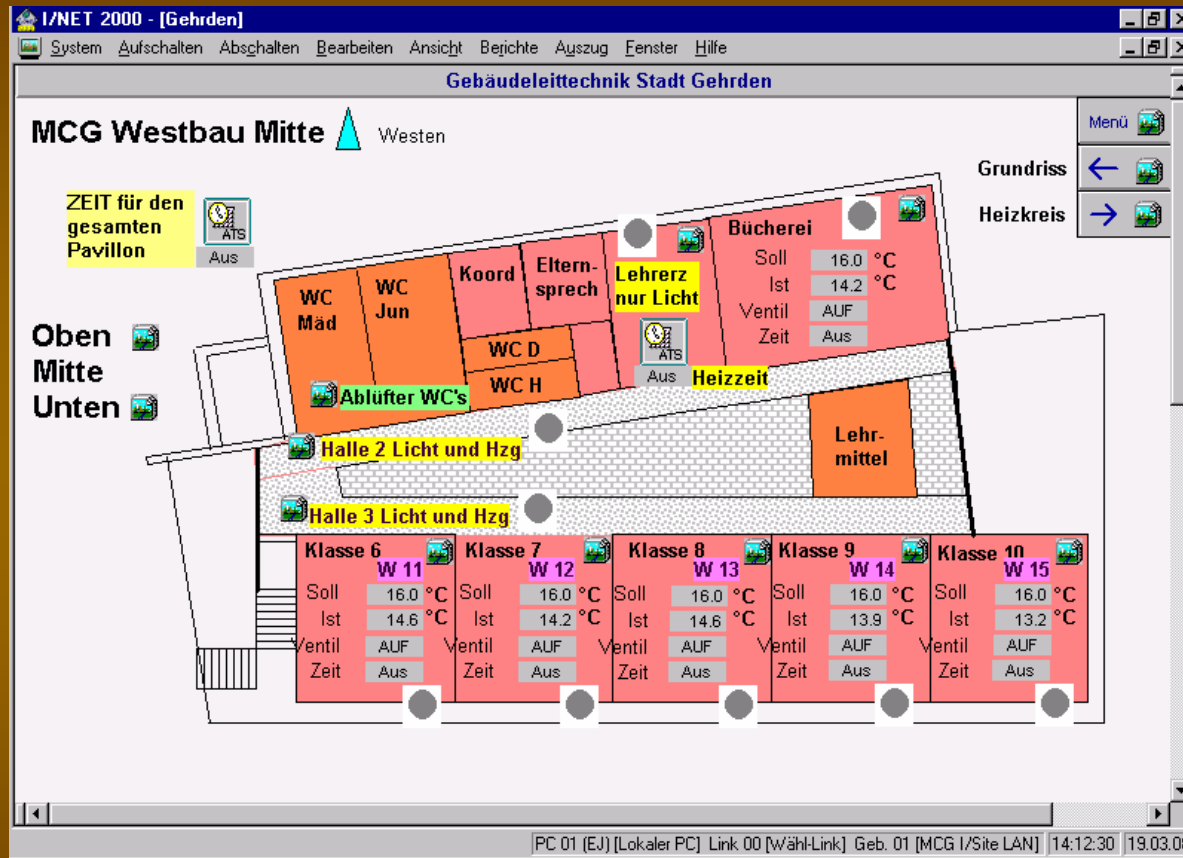 I/NET 2000 - [Gehrden]
System Aufschalten Abschalten Bearbeiten Ansicht Berichte Auszug Fenster Hilfe
Gebäudeleittechnik Stadt Gehrden
MCG Westbau Mitte
Westen
Menü
Grundriss
Heizkreis
ZEIT für den
gesamten
Pavillon
ATS
Aus
Oben
Mitte
Unten
WC
Mäd
WC
Jun
Koord
Eltern-
sprech
WC D
WC H
Lehrerz
nur Licht
ATS
Aus
Heizzeit
Bücherei
Soll 16.0 °C
Ist 14.2 °C
Ventil AUF
Zeit Aus
Ablüfter WC's
Halle 2 Licht und Hzg
Halle 3 Licht und Hzg
Lehr-
mittel
Klasse 6
W 11
Soll 16.0 °C
Ist 14.6 °C
Ventil AUF
Zeit Aus
Klasse 7
W 12
Soll 16.0 °C
Ist 14.2 °C
Ventil AUF
Zeit Aus
Klasse 8
W 13
Soll 16.0 °C
Ist 14.6 °C
Ventil AUF
Zeit Aus
Klasse 9
W 14
Soll 16.0 °C
Ist 13.9 °C
Ventil AUF
Zeit Aus
Klasse 10
W 15
Soll 16.0 °C
Ist 13.2 °C
Ventil AUF
Zeit Aus
PC 01 (EJ) [Lokaler PC] Link 00 [Wähl-Link] Geb. 01 [MCG I/Site LAN] 14:12:30